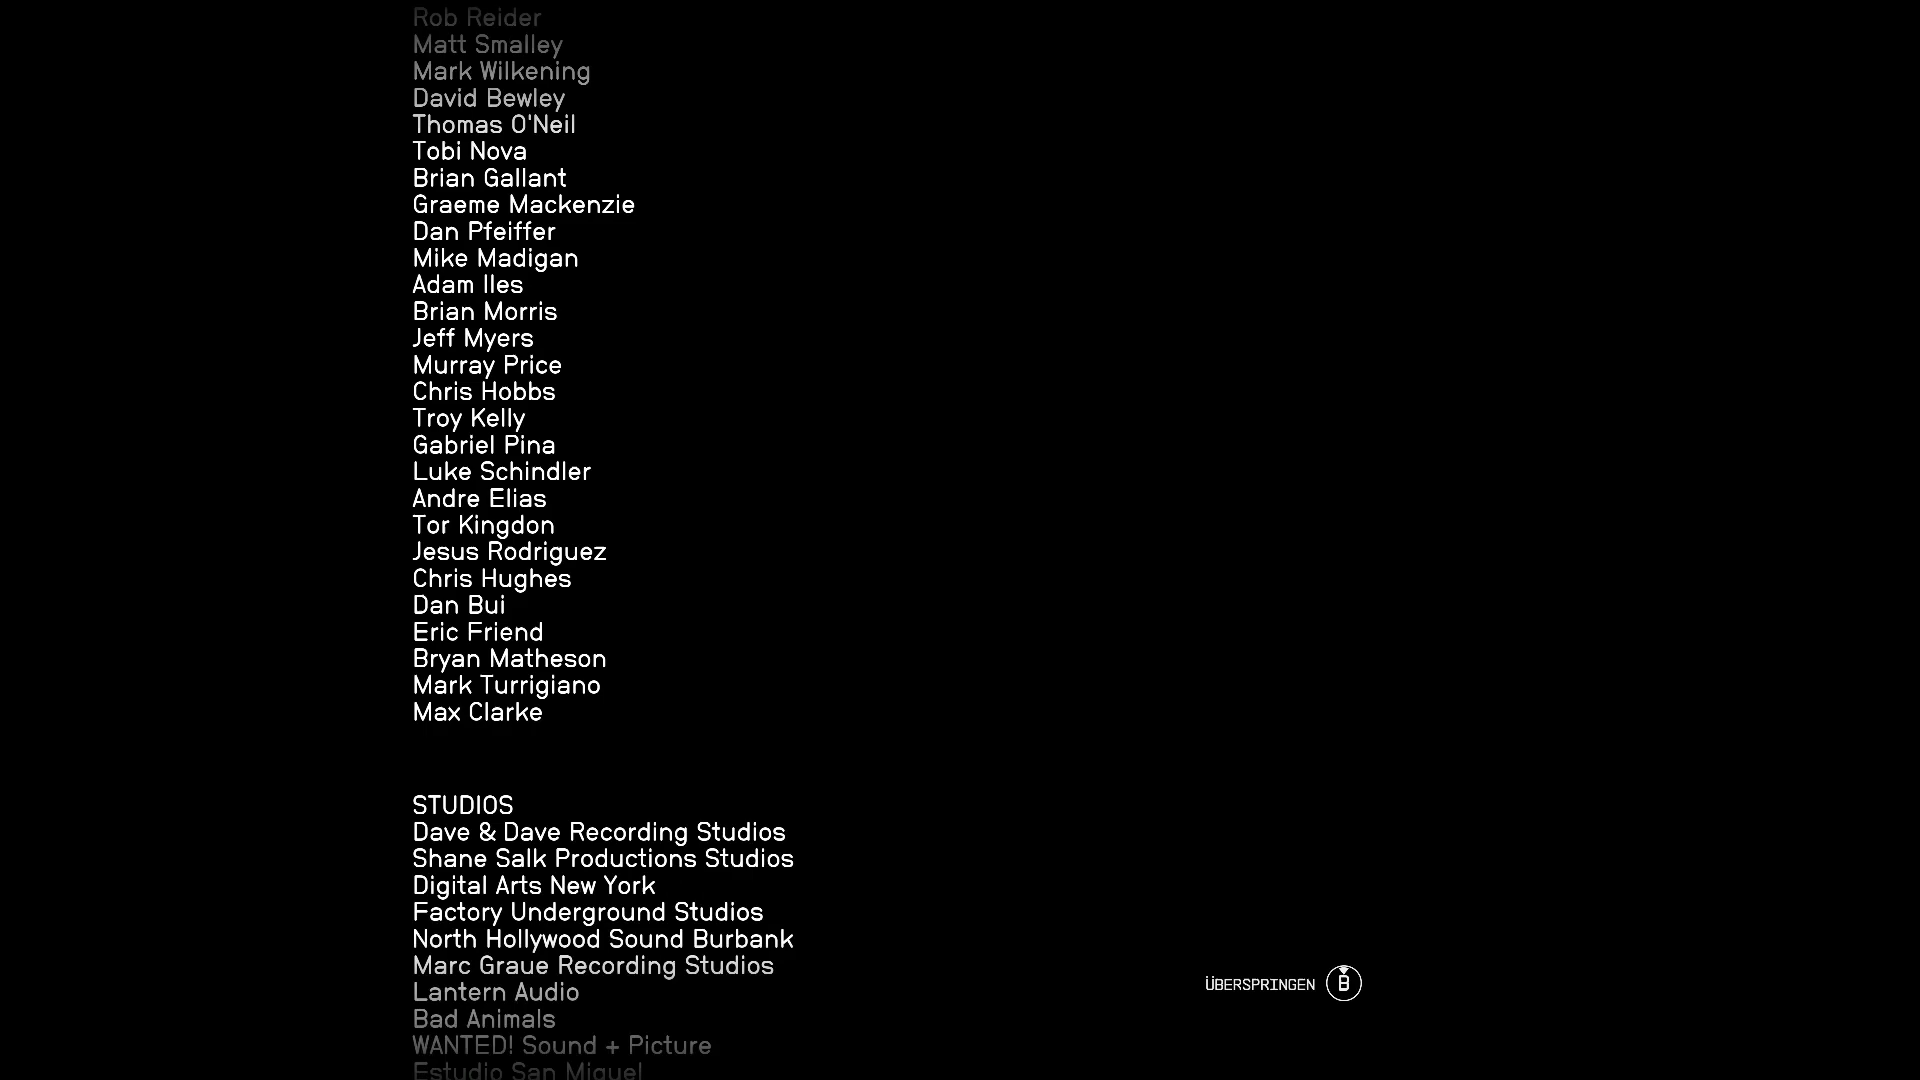 Rob Reider
Matt Smalley
Mark Wilkening
David Bewley
Thomas O'Neil
Tobi Nova
Brian Gallant
Graeme Mackenzie
Dan Pfeiffer
Mike Madigan
Adam Iles
Brian Morris
Jeff Myers
Murray Price
Chris Hobbs
Troy Kelly
Gabriel Pina
Luke Schindler
Andre Elias
Tor Kingdon
Jesus Rodriguez
Chris Hughes
Dan Bui
Eric Friend
Bryan Matheson
Mark Turrigiano
Max Clarke
STUDIOS
Dave & Dave Recording Studios
Shane Salk Productions Studios
Digital Arts New York
Factory Underground Studios
North Hollywood Sound Burbank
Marc Graue Recording Studios
ÜBERSPRINGEN B
Lantern Audio
Bad Animals
WANTED! Sound + Picture
Estudio San Miguel